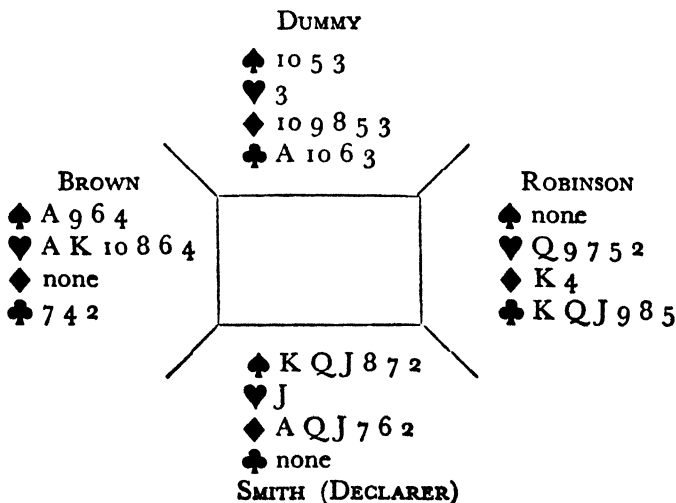 DUMMY
♠ 10 5 3
♥ 3
♦ 10 9 8 5 3
♣ A 10 6 3
BROWN
♠ A 9 6 4
♥ A K 10 8 6 4
♦ none
♣ 7 4 2
ROBINSON
♠ none
♥ Q 9 7 5 2
♦ K 4
♣ K Q J 9 8 5
♠ K Q J 8 7 2
♥ J
♦ A Q J 7 6 2
♣ none
SMITH (DECLARER)